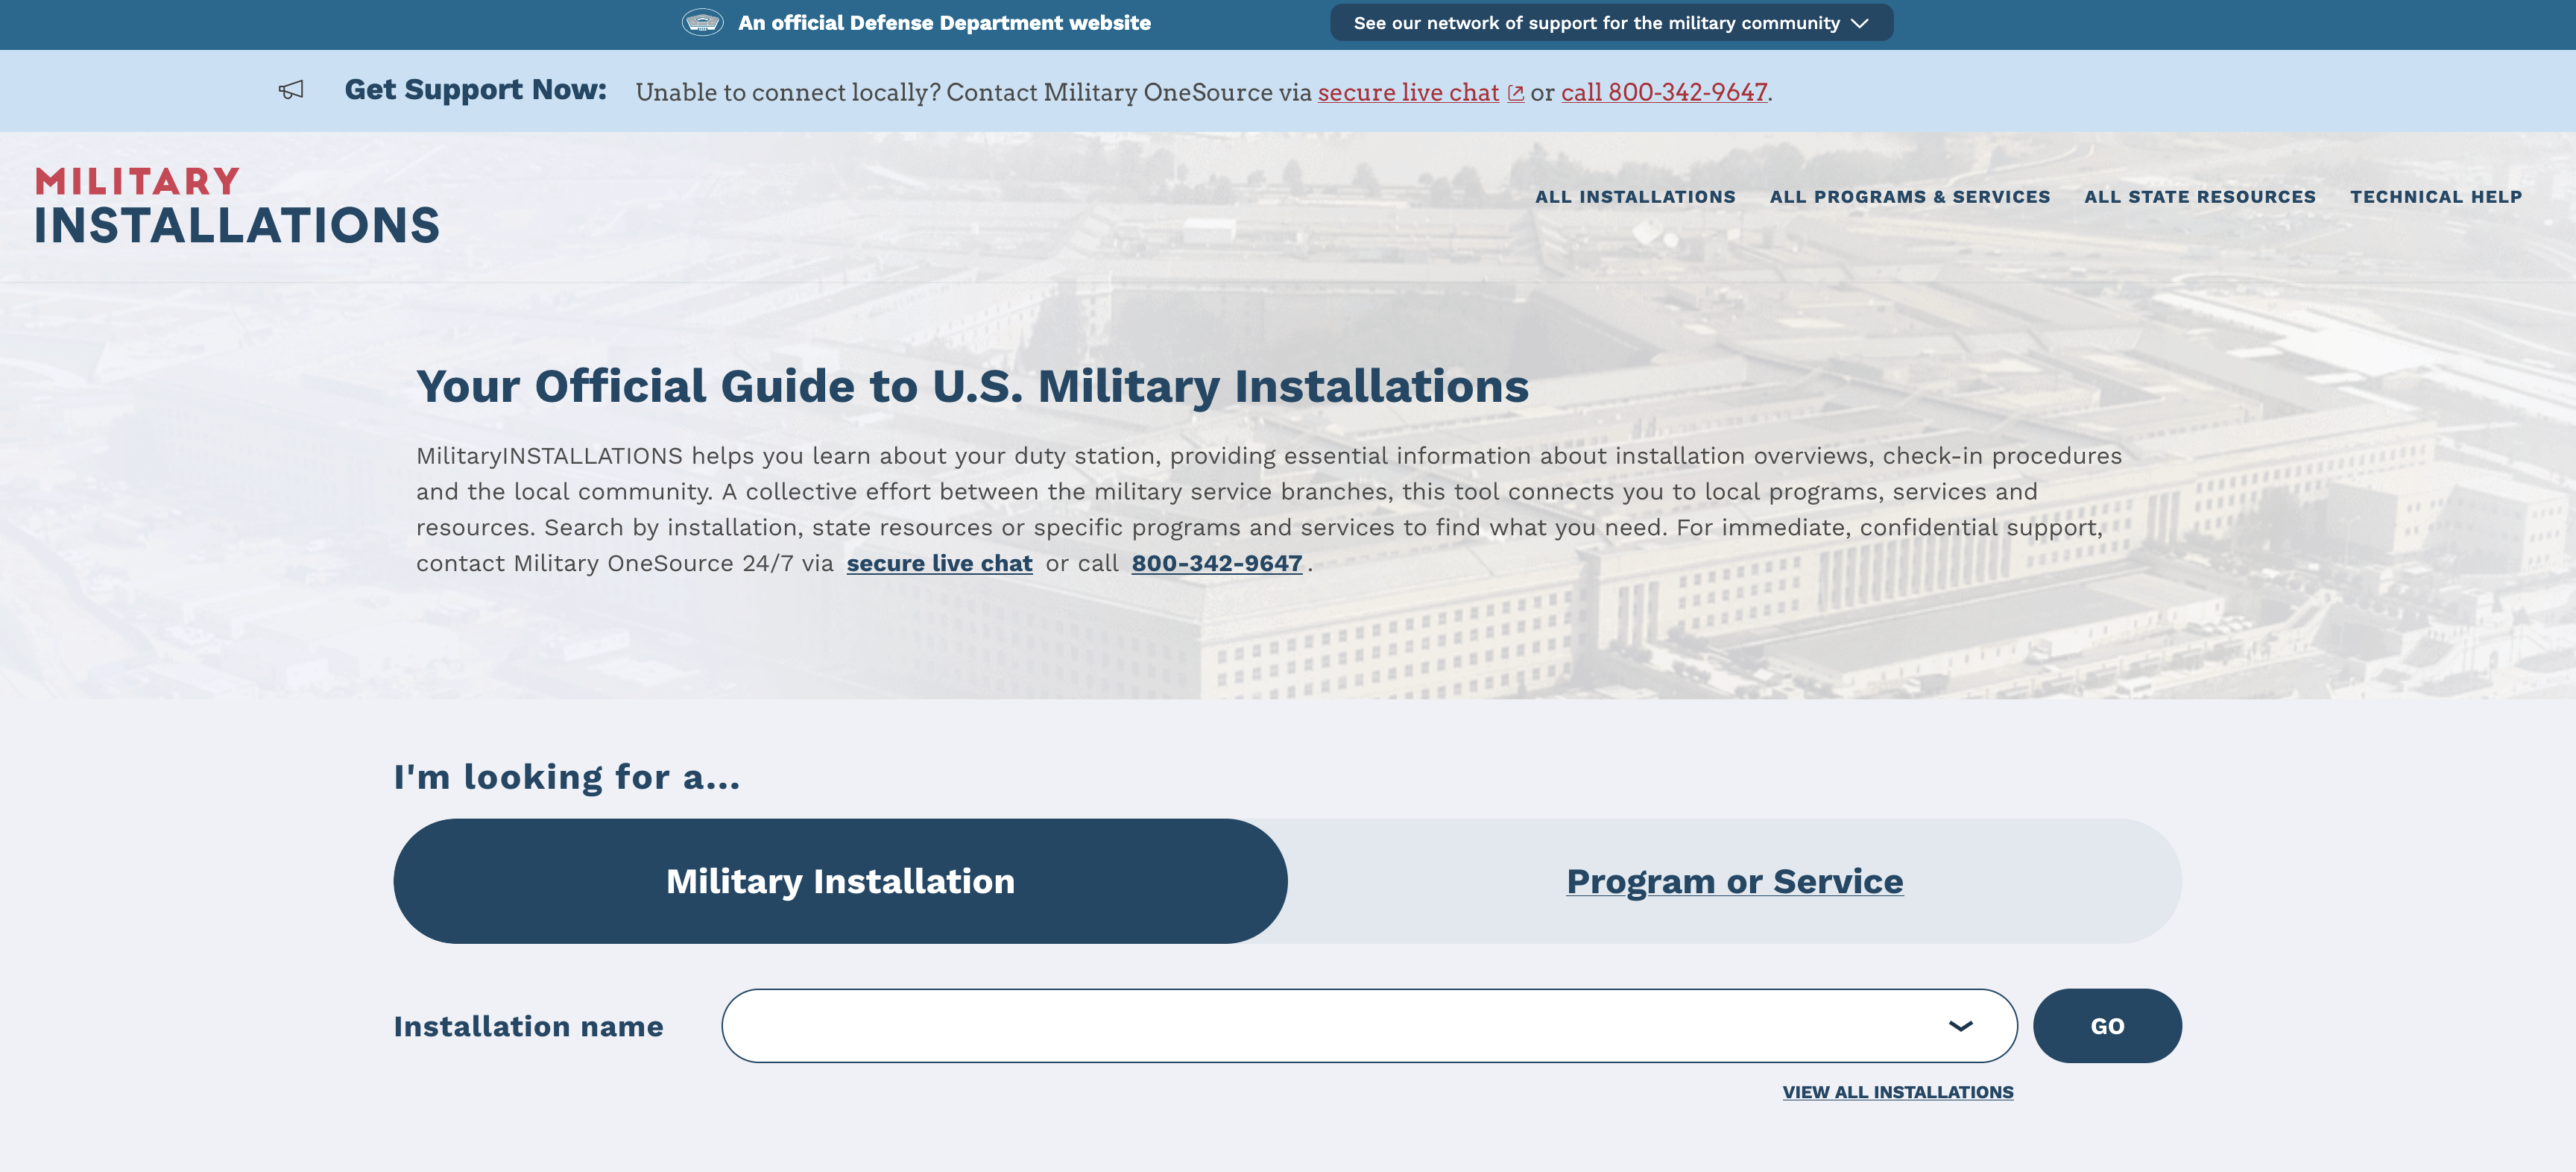 An official Defense Department website
See our network of support for the military community
Get Support Now:
Unable to connect locally? Contact Military OneSource via secure live chat or call 800-342-9647.
MILITARY
INSTALLATIONS
ALL INSTALLATIONS
ALL PROGRAMS & SERVICES
ALL STATE RESOURCES
TECHNICAL HELP
Your Official Guide to U.S. Military Installations
MilitaryINSTALLATIONS helps you learn about your duty station, providing essential information about installation overviews, check-in procedures
and the local community. A collective effort between the military service branches, this tool connects you to local programs, services and
resources. Search by installation, state resources or specific programs and services to find what you need. For immediate, confidential support,
contact Military OneSource 24/7 via secure live chat or call 800-342-9647.
I'm looking for a...
Military Installation
Program or Service
Installation name
GO
VIEW ALL INSTALLATIONS